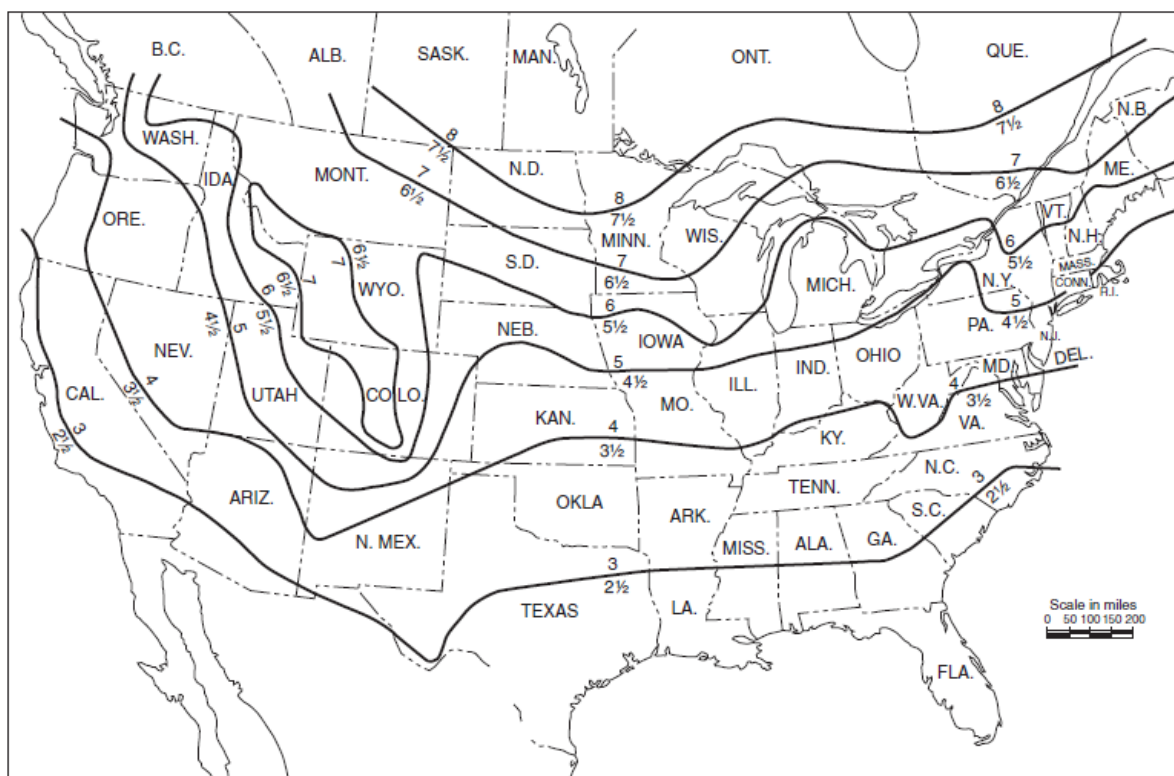 B.C.
ALB.
SASK.
MAN.
ONT.
QUE.
8
7½
N.B.
WASH.
8
7½
7
6½
N.D.
7
6½
ME.
IDA
MONT.
ORE.
8
7½
MINN.
WIS.
VT.
N.H.
6
5½
6½
7
WYO.
S.D.
7
6½
MASS.
CONN.
R.I.
MICH.
N.Y.
6½
7
6
5½
4½
5
NEB.
6
5½
IOWA
5
4½
PA.
N.J.
NEV.
UTAH
COLO.
5
4½
ILL.
IND.
OHIO
MD.
DEL.
CAL.
4
3½
3
2½
KAN.
MO.
W.VA.
4
3½
VA.
4
3½
KY.
ARIZ.
N. MEX.
OKLA
ARK.
TENN.
N.C.
3
2½
S.C.
MISS.
ALA.
GA.
3
2½
TEXAS
LA.
FLA.
Scale in miles
0 50 100 150 200